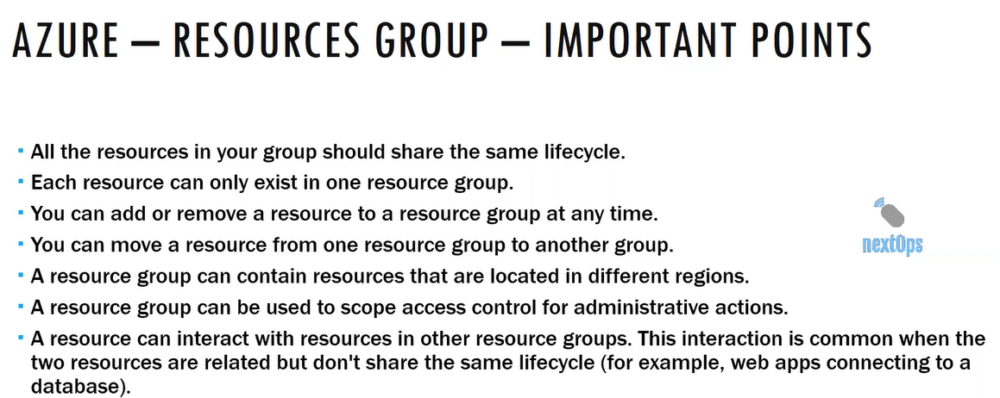 AZURE – RESOURCES GROUP – IMPORTANT POINTS
▪ All the resources in your group should share the same lifecycle.
▪ Each resource can only exist in one resource group.
▪ You can add or remove a resource to a resource group at any time.
▪ You can move a resource from one resource group to another group.
nextOps
▪ A resource group can contain resources that are located in different regions.
▪ A resource group can be used to scope access control for administrative actions.
▪ A resource can interact with resources in other resource groups. This interaction is common when the
two resources are related but don't share the same lifecycle (for example, web apps connecting to a
database).